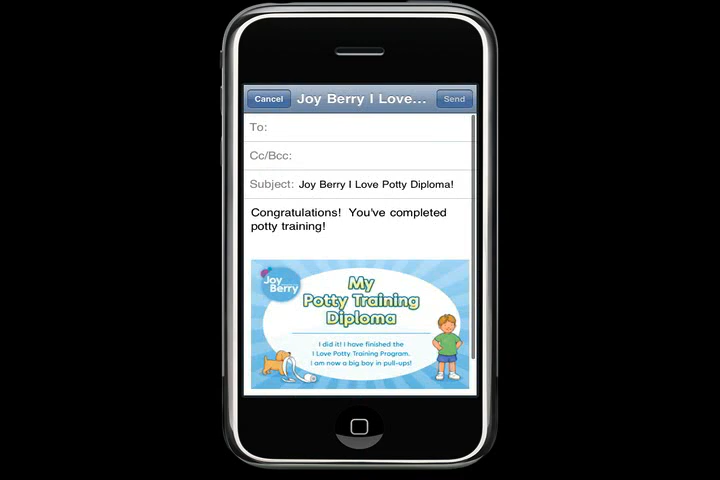 Cancel Joy Berry I Love... Send
To:
Cc/Bcc:
Subject: Joy Berry I Love Potty Diploma!
Congratulations! You've completed
potty training!
Joy
Berry
My
Potty Training
Diploma
I did it! I have finished the
I Love Potty Training Program.
I am now a big boy in pull-ups!